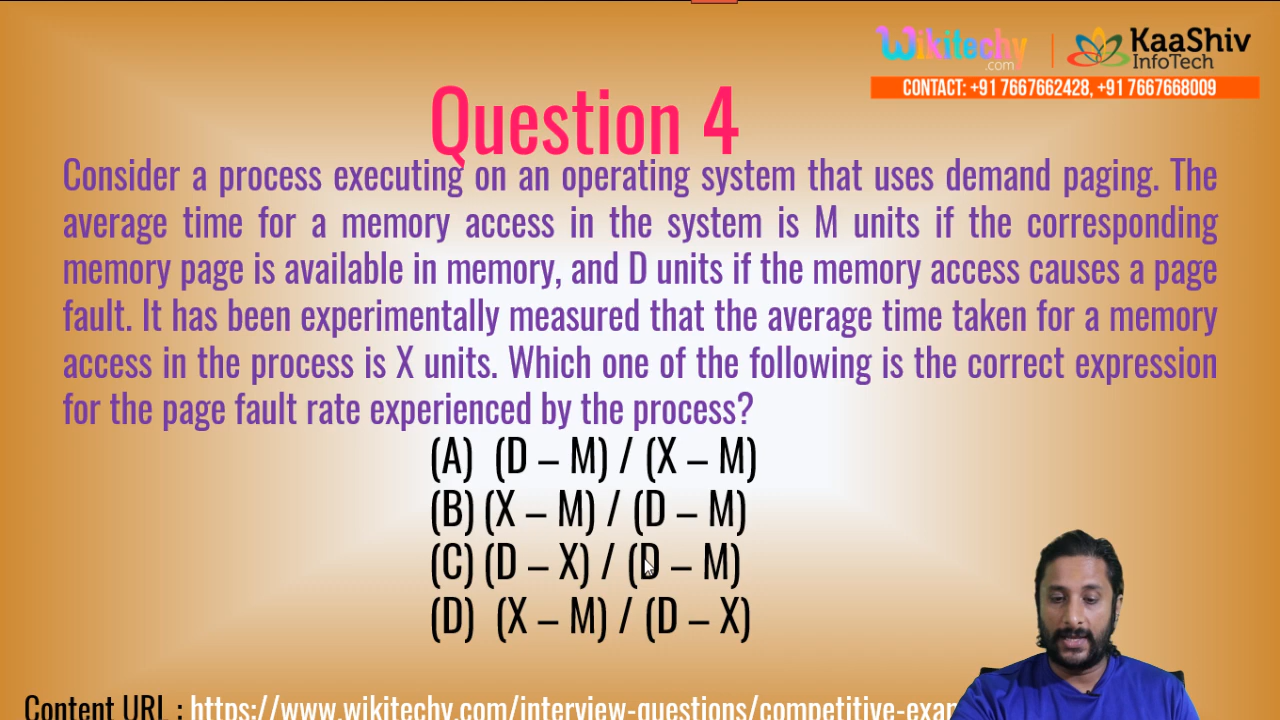 Wikitechy
.com
KaaShiv
InfoTech
CONTACT: +91 7667662428, +91 7667668009
Question 4
Consider a process executing on an operating system that uses demand paging. The
average time for a memory access in the system is M units if the corresponding
memory page is available in memory, and D units if the memory access causes a page
fault. It has been experimentally measured that the average time taken for a memory
access in the process is X units. Which one of the following is the correct expression
for the page fault rate experienced by the process?
(A) (D – M) / (X – M)
(B) (X – M) / (D – M)
(C) (D – X) / (D – M)
(D) (X – M) / (D – X)
Content URL : https://www.wikitechy.com/interview-questions/competitive-exam